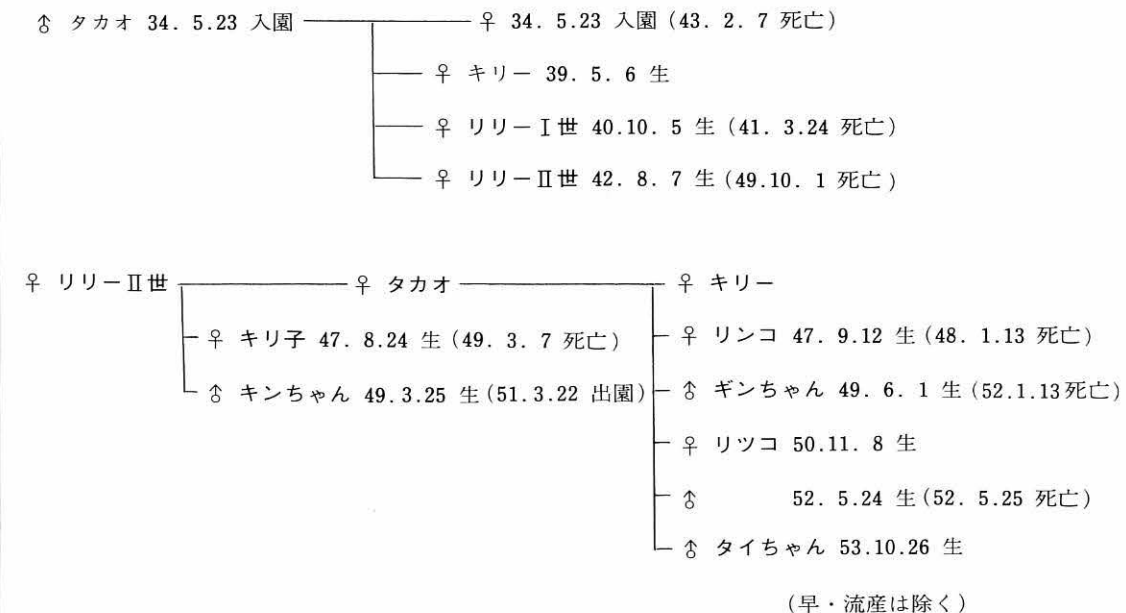 ♂ タカオ 34. 5.23 入園 ♀ 34. 5.23 入園 (43. 2. 7 死亡)
♀ キリー 39. 5. 6 生
♀ リリーⅠ世 40.10. 5 生 (41. 3.24 死亡)
♀ リリーⅡ世 42. 8. 7 生 (49.10. 1 死亡)
♀ リリーⅡ世 ♀ タカオ ♀ キリー
♀ キリ子 47. 8.24 生 (49. 3. 7 死亡) ♀ リンコ 47. 9.12 生 (48. 1.13 死亡)
♂ キンちゃん 49.3.25 生 (51.3.22 出園) ♂ ギンちゃん 49. 6. 1 生 (52.1.13死亡)
♀ リツコ 50.11. 8 生
♂ 52. 5.24 生 (52. 5.25 死亡)
♂ タイちゃん 53.10.26 生
(早・流産は除く)